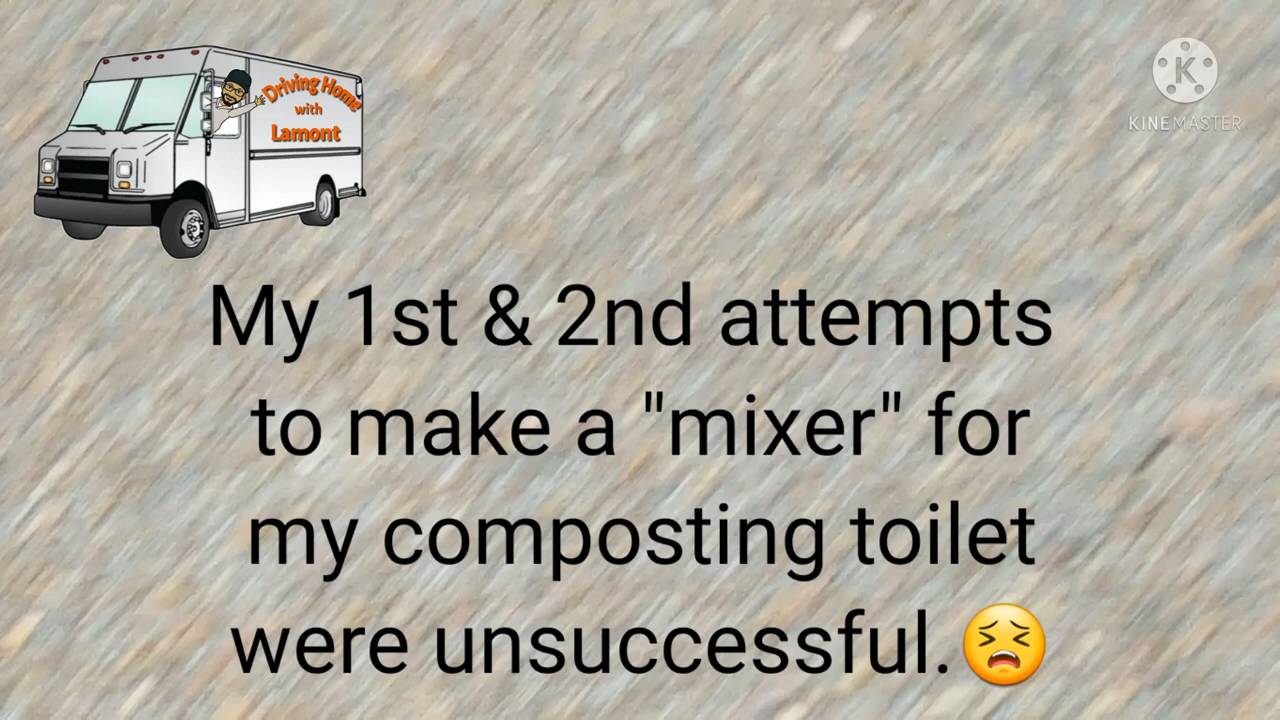 Driving Home
with
Lamont
K
KINEMASTER
My 1st & 2nd attempts
to make a "mixer" for
my composting toilet
were unsuccessful.😣